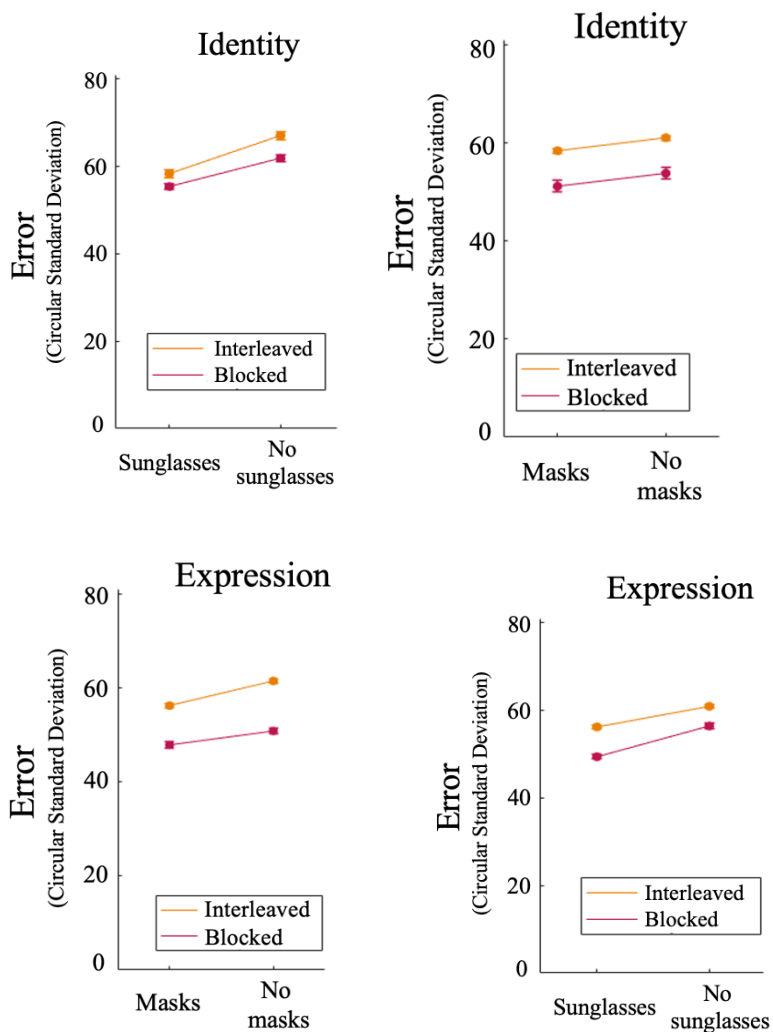 Identity
Error
(Circular Standard Deviation)
80
60
40
20
0
Interleaved
Blocked
Sunglasses
No
sunglasses
Identity
Error
(Circular Standard Deviation)
80
60
40
20
0
Interleaved
Blocked
Masks
No
masks
Expression
Error
(Circular Standard Deviation)
80
60
40
20
0
Interleaved
Blocked
Masks
No
masks
Expression
Error
(Circular Standard Deviation)
80
60
40
20
0
Interleaved
Blocked
Sunglasses
No
sunglasses